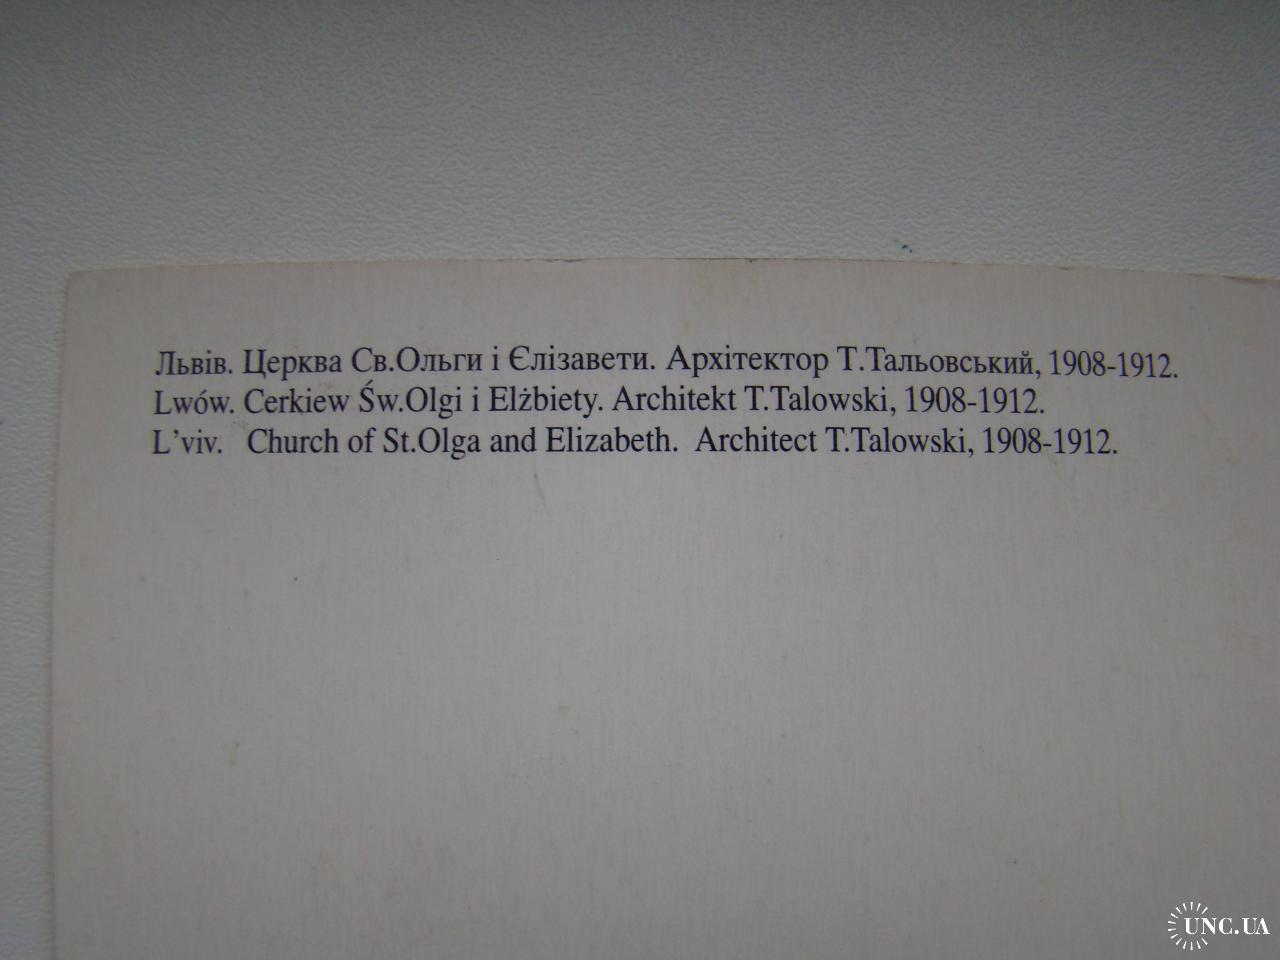 Львів. Церква Св.Ольги і Єлізавети. Архітектор Т.Тальовський, 1908-1912.
Lwów. Cerkiew Św.Olgi i Elżbiety. Architekt T.Talowski, 1908-1912.
L'viv. Church of St.Olga and Elizabeth. Architect T.Talowski, 1908-1912.
UNC.UA